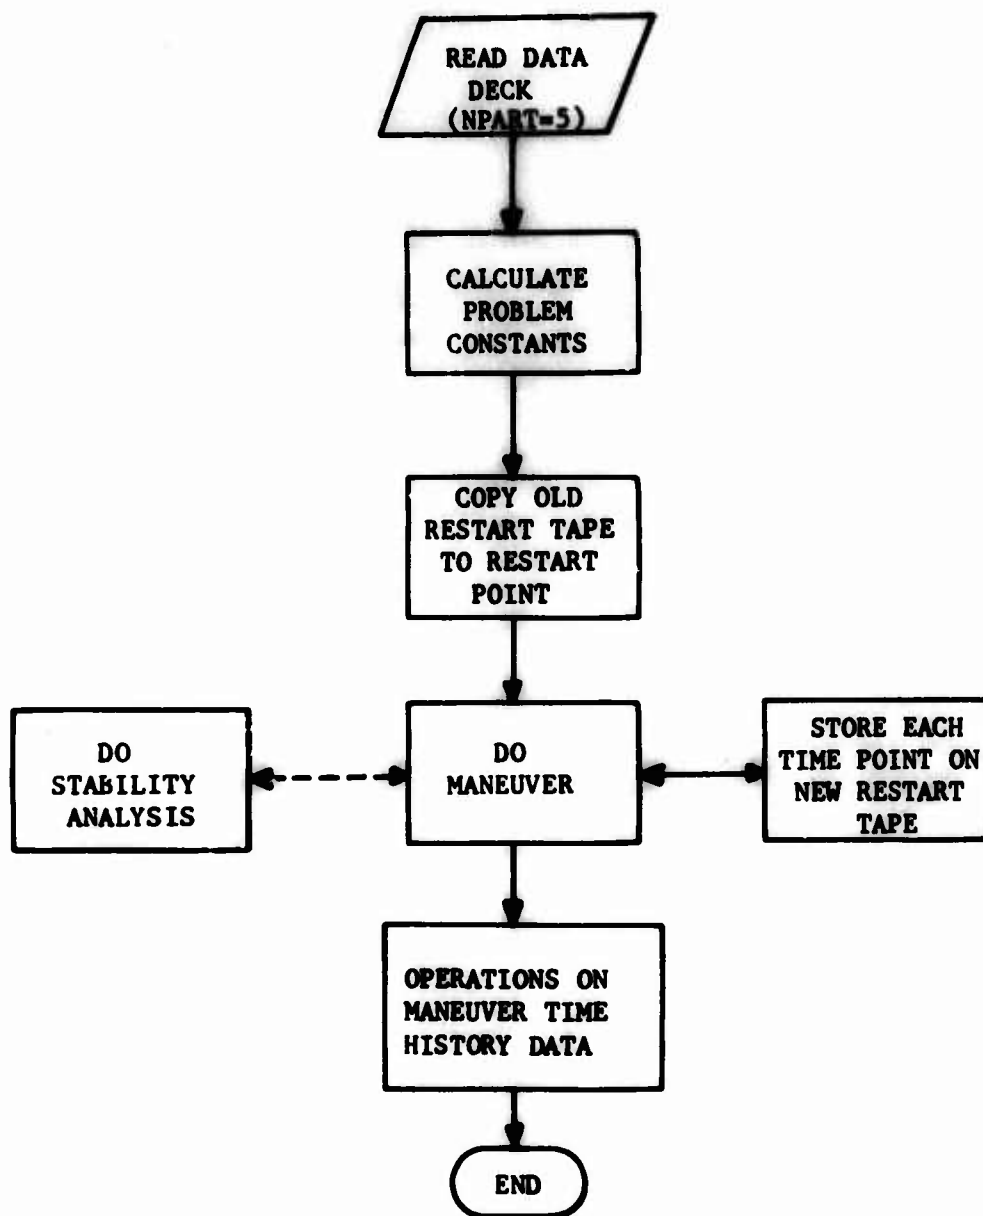 READ DATA
DECK
(NPART=5)
CALCULATE
PROBLEM
CONSTANTS
COPY OLD
RESTART TAPE
TO RESTART
POINT
DO
STABILITY
ANALYSIS
DO
MANEUVER
STORE EACH
TIME POINT ON
NEW RESTART
TAPE
OPERATIONS ON
MANEUVER TIME
HISTORY DATA
END